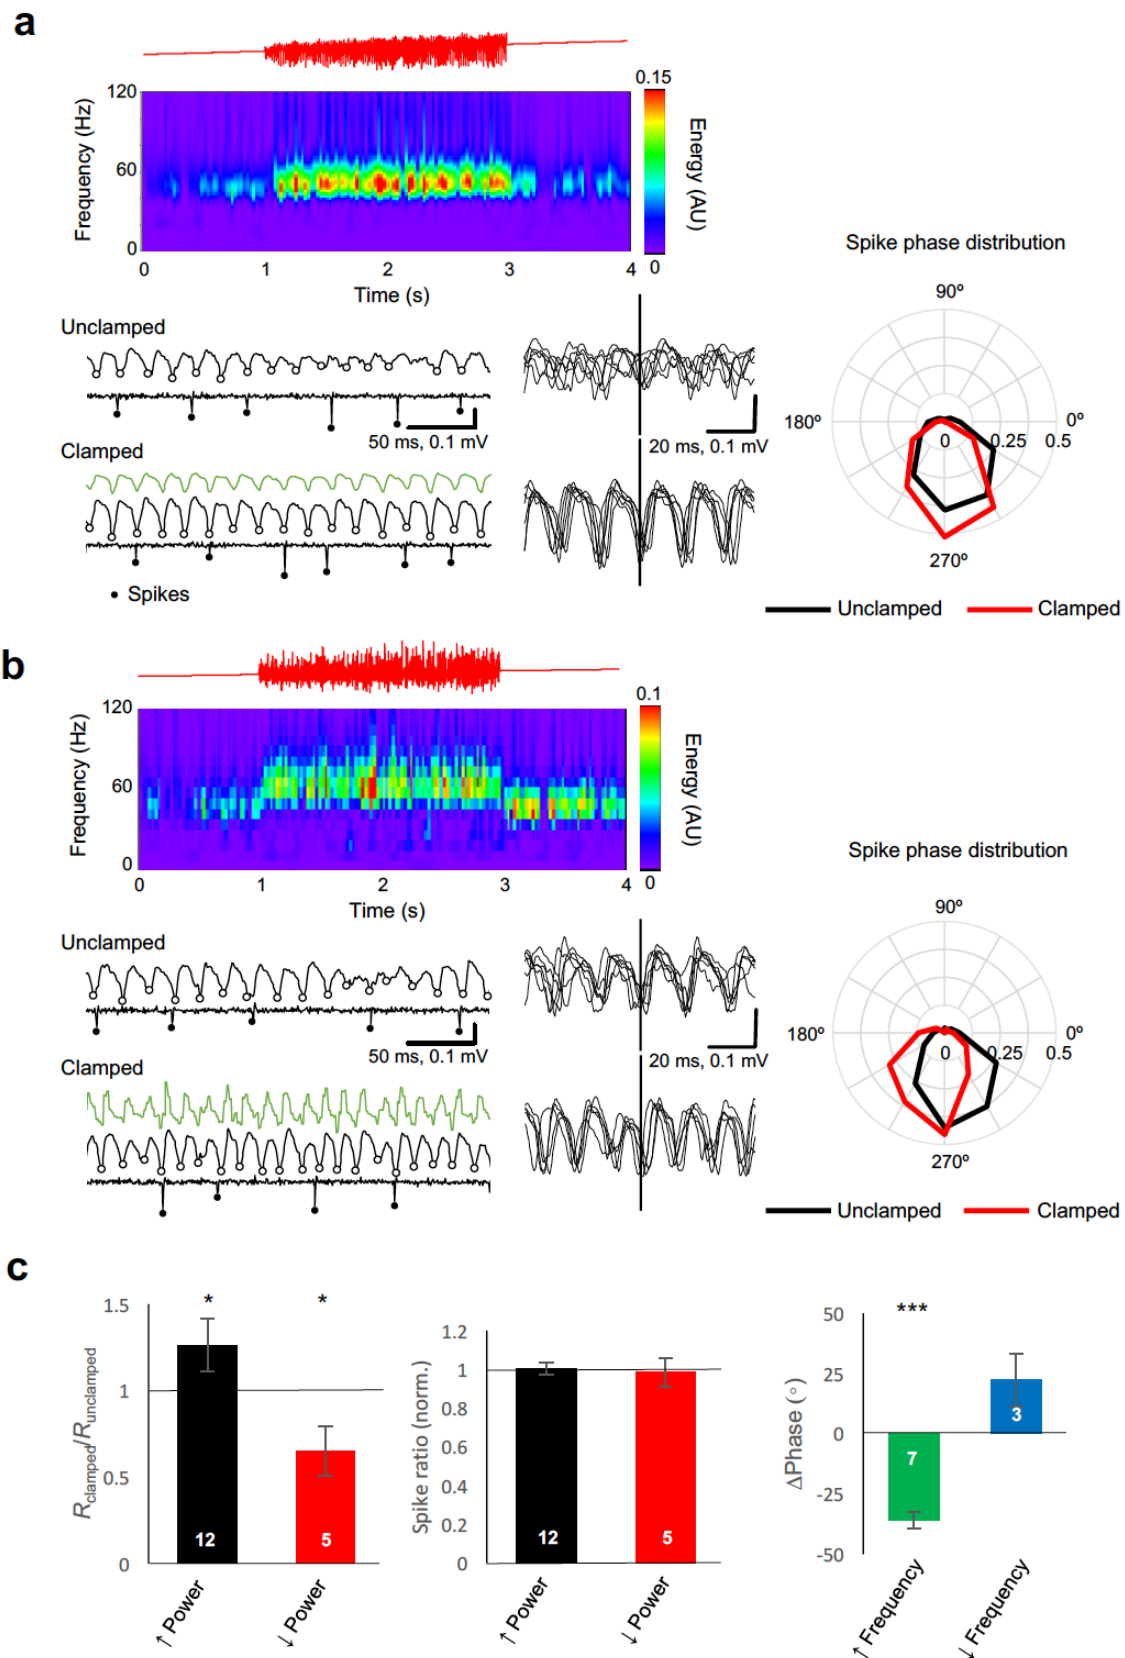 a
0.15
120
60
0
Frequency (Hz)
Energy (AU)
0
0 1 2 3 4
Time (s)
Spike phase distribution
90º
180º
0º
0 0.25 0.5
270º
Unclamped
50 ms, 0.1 mV
20 ms, 0.1 mV
Clamped
• Spikes
Unclamped Clamped
b
0.1
120
60
0
Frequency (Hz)
Energy (AU)
0
0 1 2 3 4
Time (s)
Spike phase distribution
90º
180º
0º
0 0.25 0.5
270º
Unclamped
50 ms, 0.1 mV
20 ms, 0.1 mV
Clamped
Unclamped Clamped
c
Rclamped/Runclamped
1.5
1
0.5
0
* *
12 5
↑ Power ↓ Power
Spike ratio (norm.)
1.2
1
0.8
0.6
0.4
0.2
0
12 5
↑ Power ↓ Power
ΔPhase (°)
50
25
0
-25
-50
***
7 3
↑ Frequency ↓ Frequency